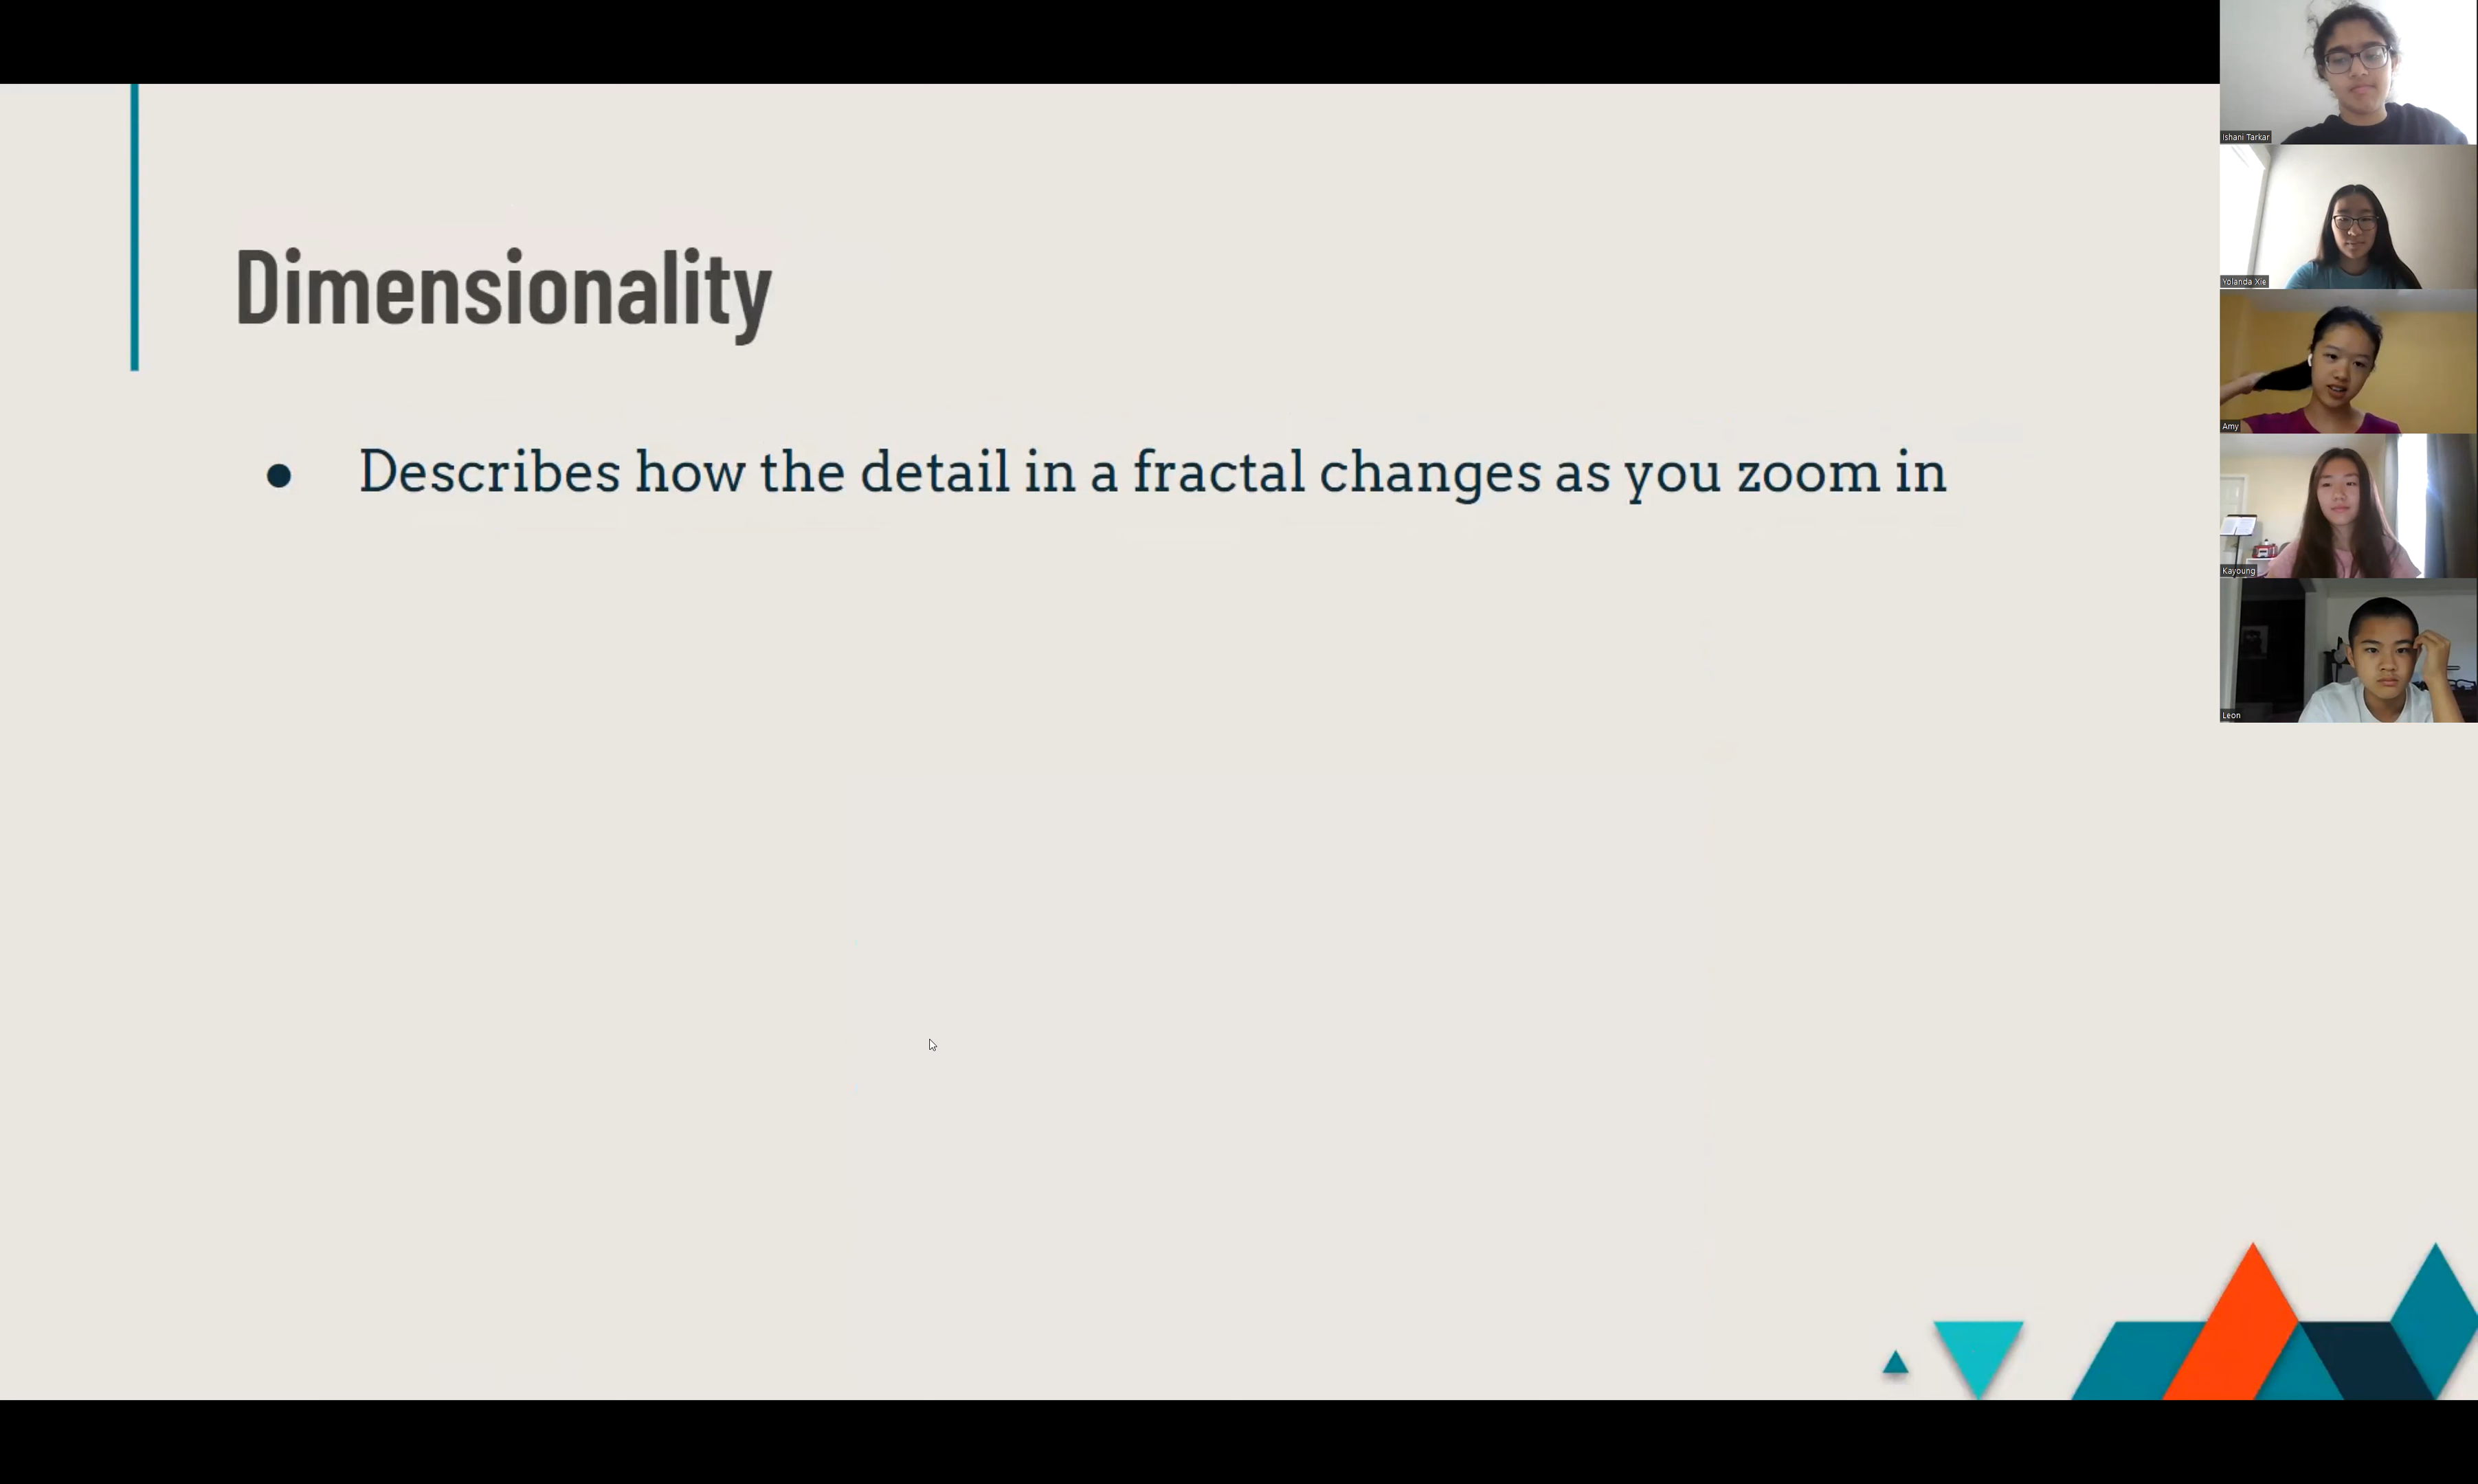 Dimensionality
● Describes how the detail in a fractal changes as you zoom in
Ishani Tarkar
Yolanda Xie
Amy
Kayoung
Leon